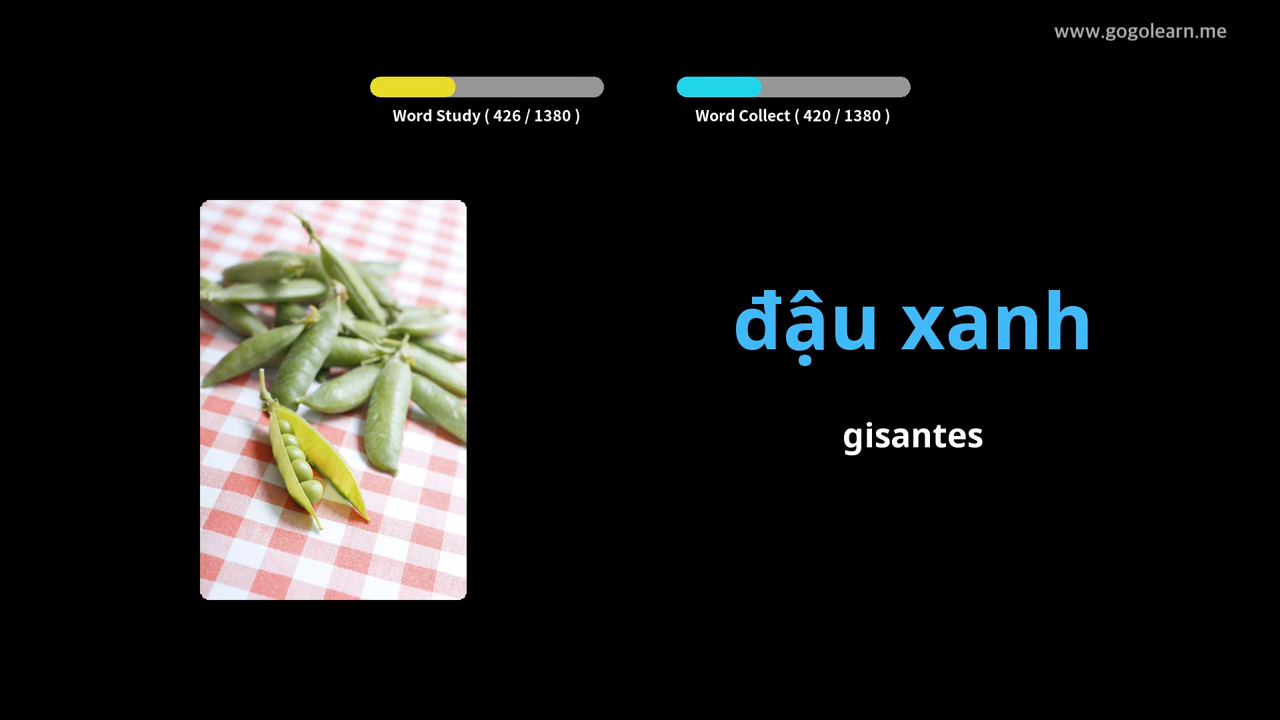 www.gogolearn.me
Word Study ( 426 / 1380 )
Word Collect ( 420 / 1380 )
đậu xanh
gisantes